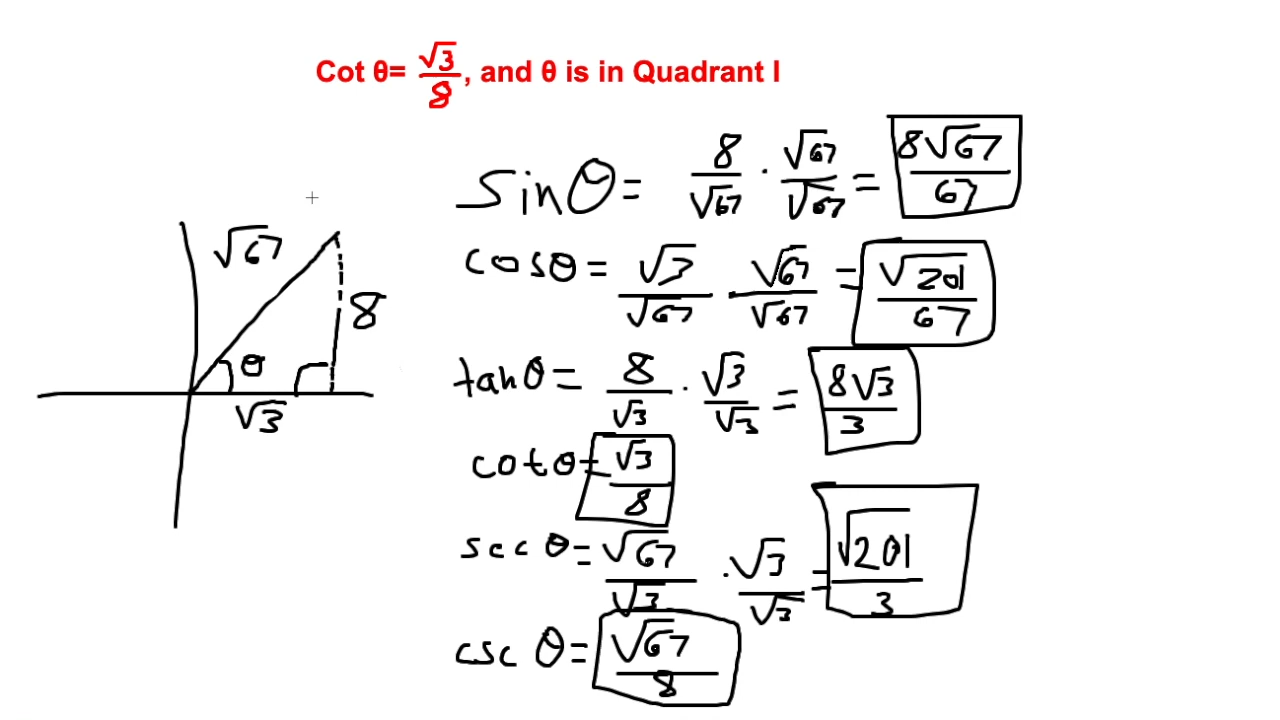 Cot θ= √3/8, and θ is in Quadrant I
sinθ = 8/√67 · √67/√67 = 8√67/67
cosθ = √3/√67 √67/√67 = √201/67
tanθ = 8/√3 · √3/√3 = 8√3/3
cotθ = √3/8
sec θ = √67/√3 · √3/√3 = √201/3
csc θ = √67/8
√67
8
θ
√3